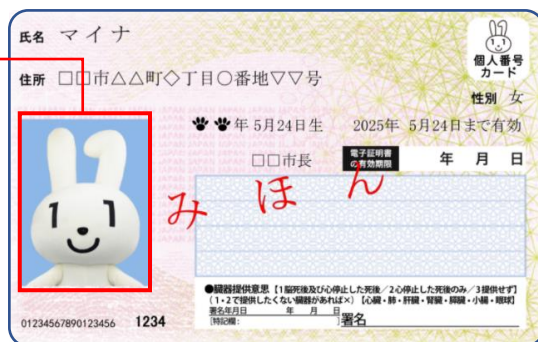 氏名 マイナ
個人番号
カード
住所 □□市△△町◇丁目○番地▽▽号
性別 女
年 5月24日生 2025年 5月24日まで有効
□□市長 電子証明書の有効期限 年 月 日
みほん
●臓器提供意思【1脳死後及び心停止した死後/2心停止した死後のみ/3提供せず】
(1・2で提供したくない臓器があれば×)【心臓・肺・肝臓・腎臓・膵臓・小腸・眼球】
署名年月日 年 月 日
[特記欄: ]署名
01234567890123456 1234